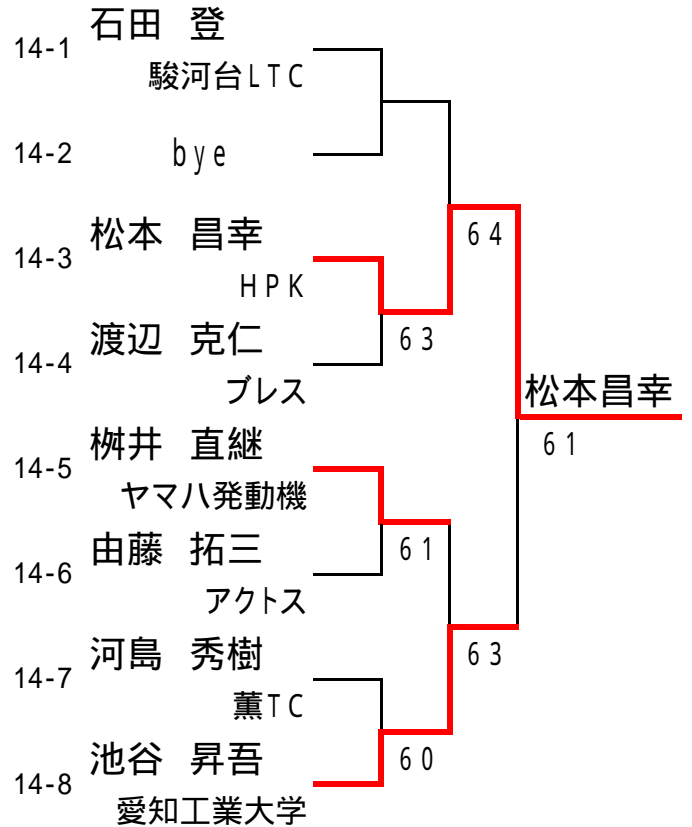 石田 登
14-1
駿河台LTC
14-2 bye
松本 昌幸
14-3
HPK
64
渡辺 克仁
14-4
63
ブレス
松本昌幸
61
桝井 直継
14-5
ヤマハ発動機
由藤 拓三
14-6
61
アクトス
河島 秀樹
14-7
63
薫TC
池谷 昇吾
14-8
60
愛知工業大学